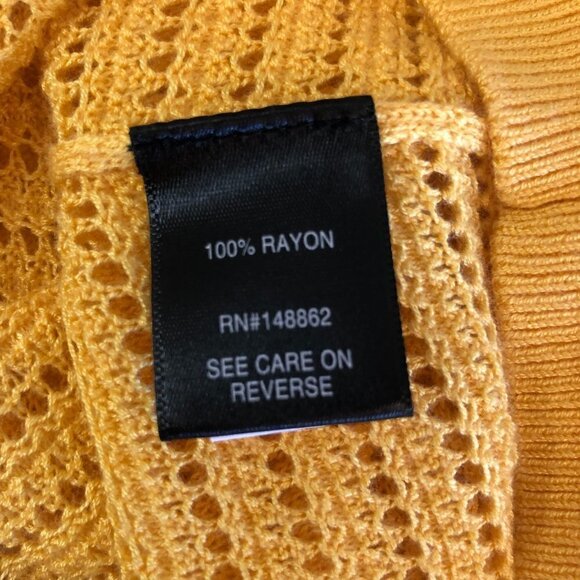 100% RAYON
RN#148862
SEE CARE ON
REVERSE